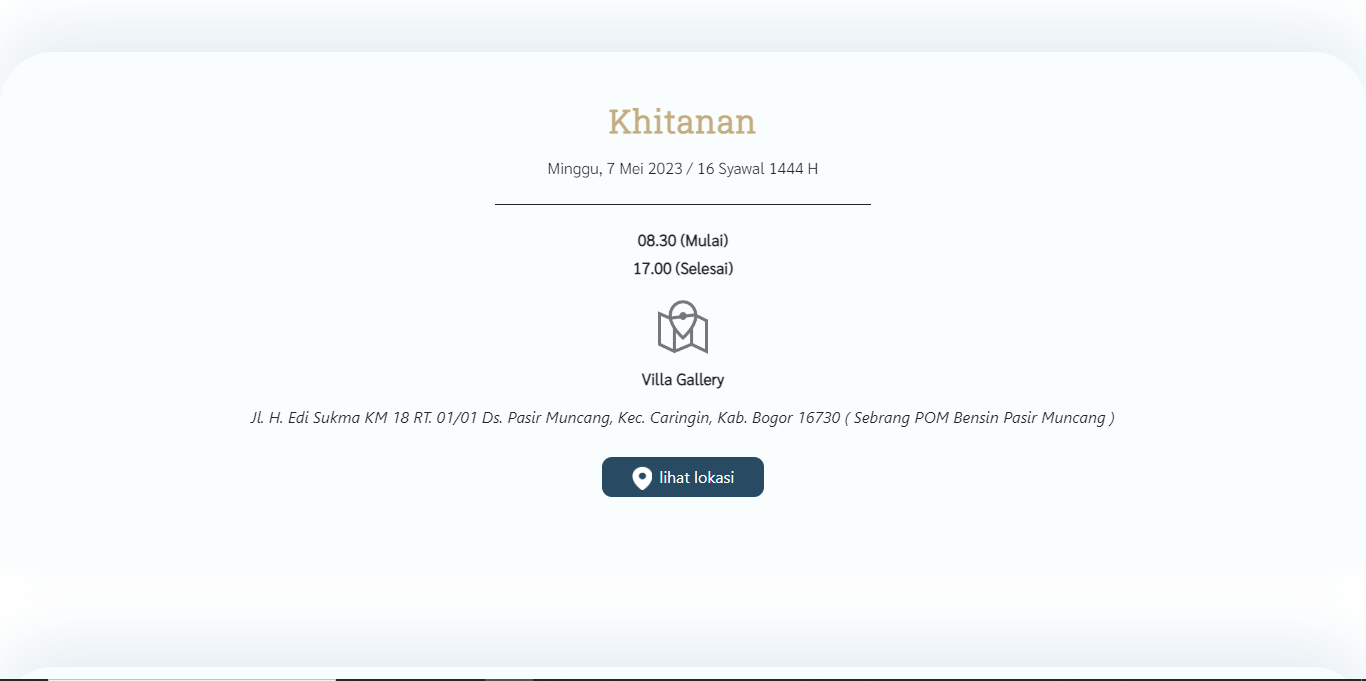 Khitanan
Minggu, 7 Mei 2023 / 16 Syawal 1444 H
08.30 (Mulai)
17.00 (Selesai)
Villa Gallery
Jl. H. Edi Sukma KM 18 RT. 01/01 Ds. Pasir Muncang, Kec. Caringin, Kab. Bogor 16730 ( Sebrang POM Bensin Pasir Muncang )
lihat lokasi